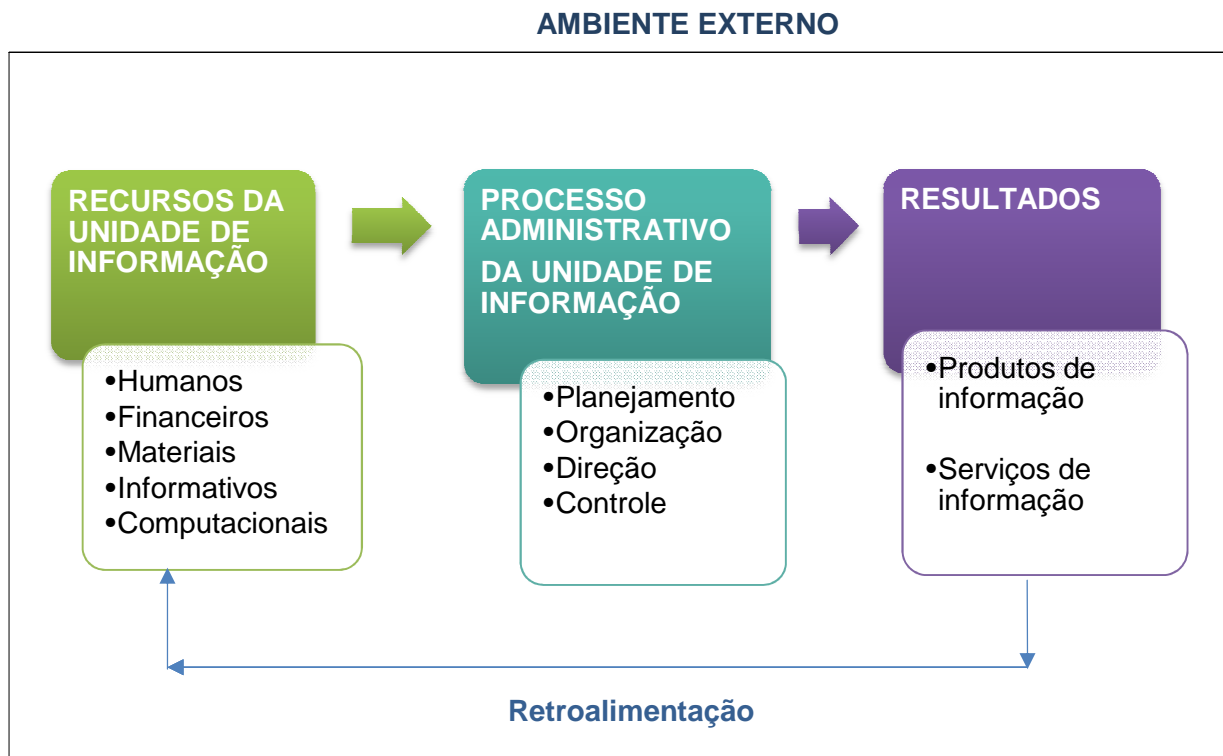 AMBIENTE EXTERNO
RECURSOS DA
UNIDADE DE
INFORMAÇÃO
•Humanos
•Financeiros
•Materiais
•Informativos
•Computacionais
PROCESSO
ADMINISTRATIVO
DA UNIDADE DE
INFORMAÇÃO
•Planejamento
•Organização
•Direção
•Controle
RESULTADOS
•Produtos de
informação
•Serviços de
informação
Retroalimentação